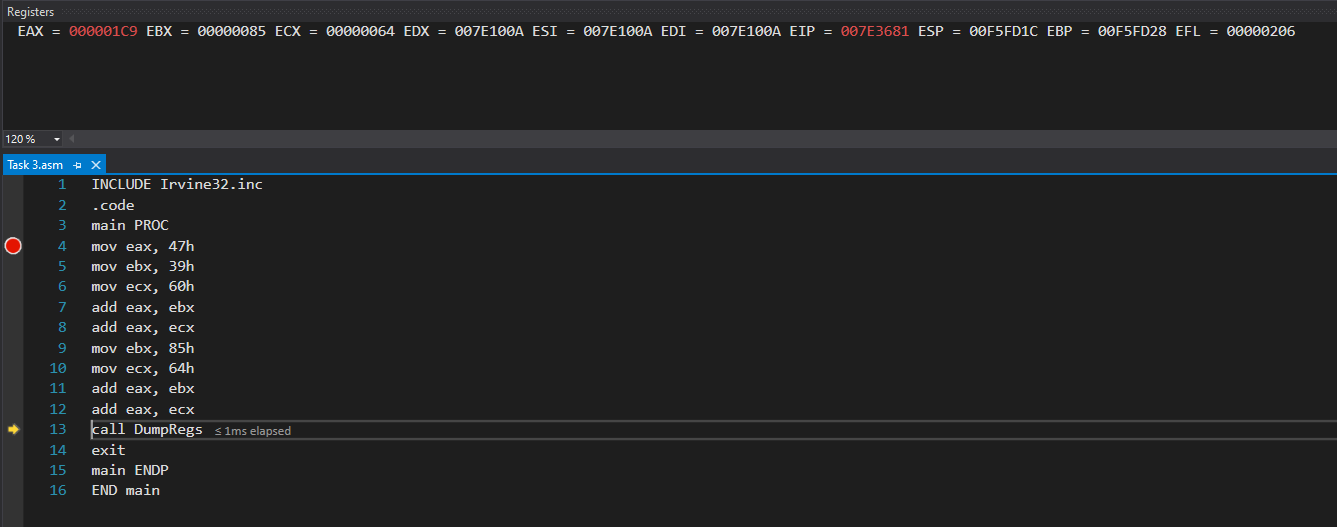 Registers
EAX = 000001C9 EBX = 00000085 ECX = 00000064 EDX = 007E100A ESI = 007E100A EDI = 007E100A EIP = 007E3681 ESP = 00F5FD1C EBP = 00F5FD28 EFL = 00000206
120 %
Task 3.asm
1 INCLUDE Irvine32.inc
2 .code
3 main PROC
4 mov eax, 47h
5 mov ebx, 39h
6 mov ecx, 60h
7 add eax, ebx
8 add eax, ecx
9 mov ebx, 85h
10 mov ecx, 64h
11 add eax, ebx
12 add eax, ecx
13 call DumpRegs ≤ 1ms elapsed
14 exit
15 main ENDP
16 END main